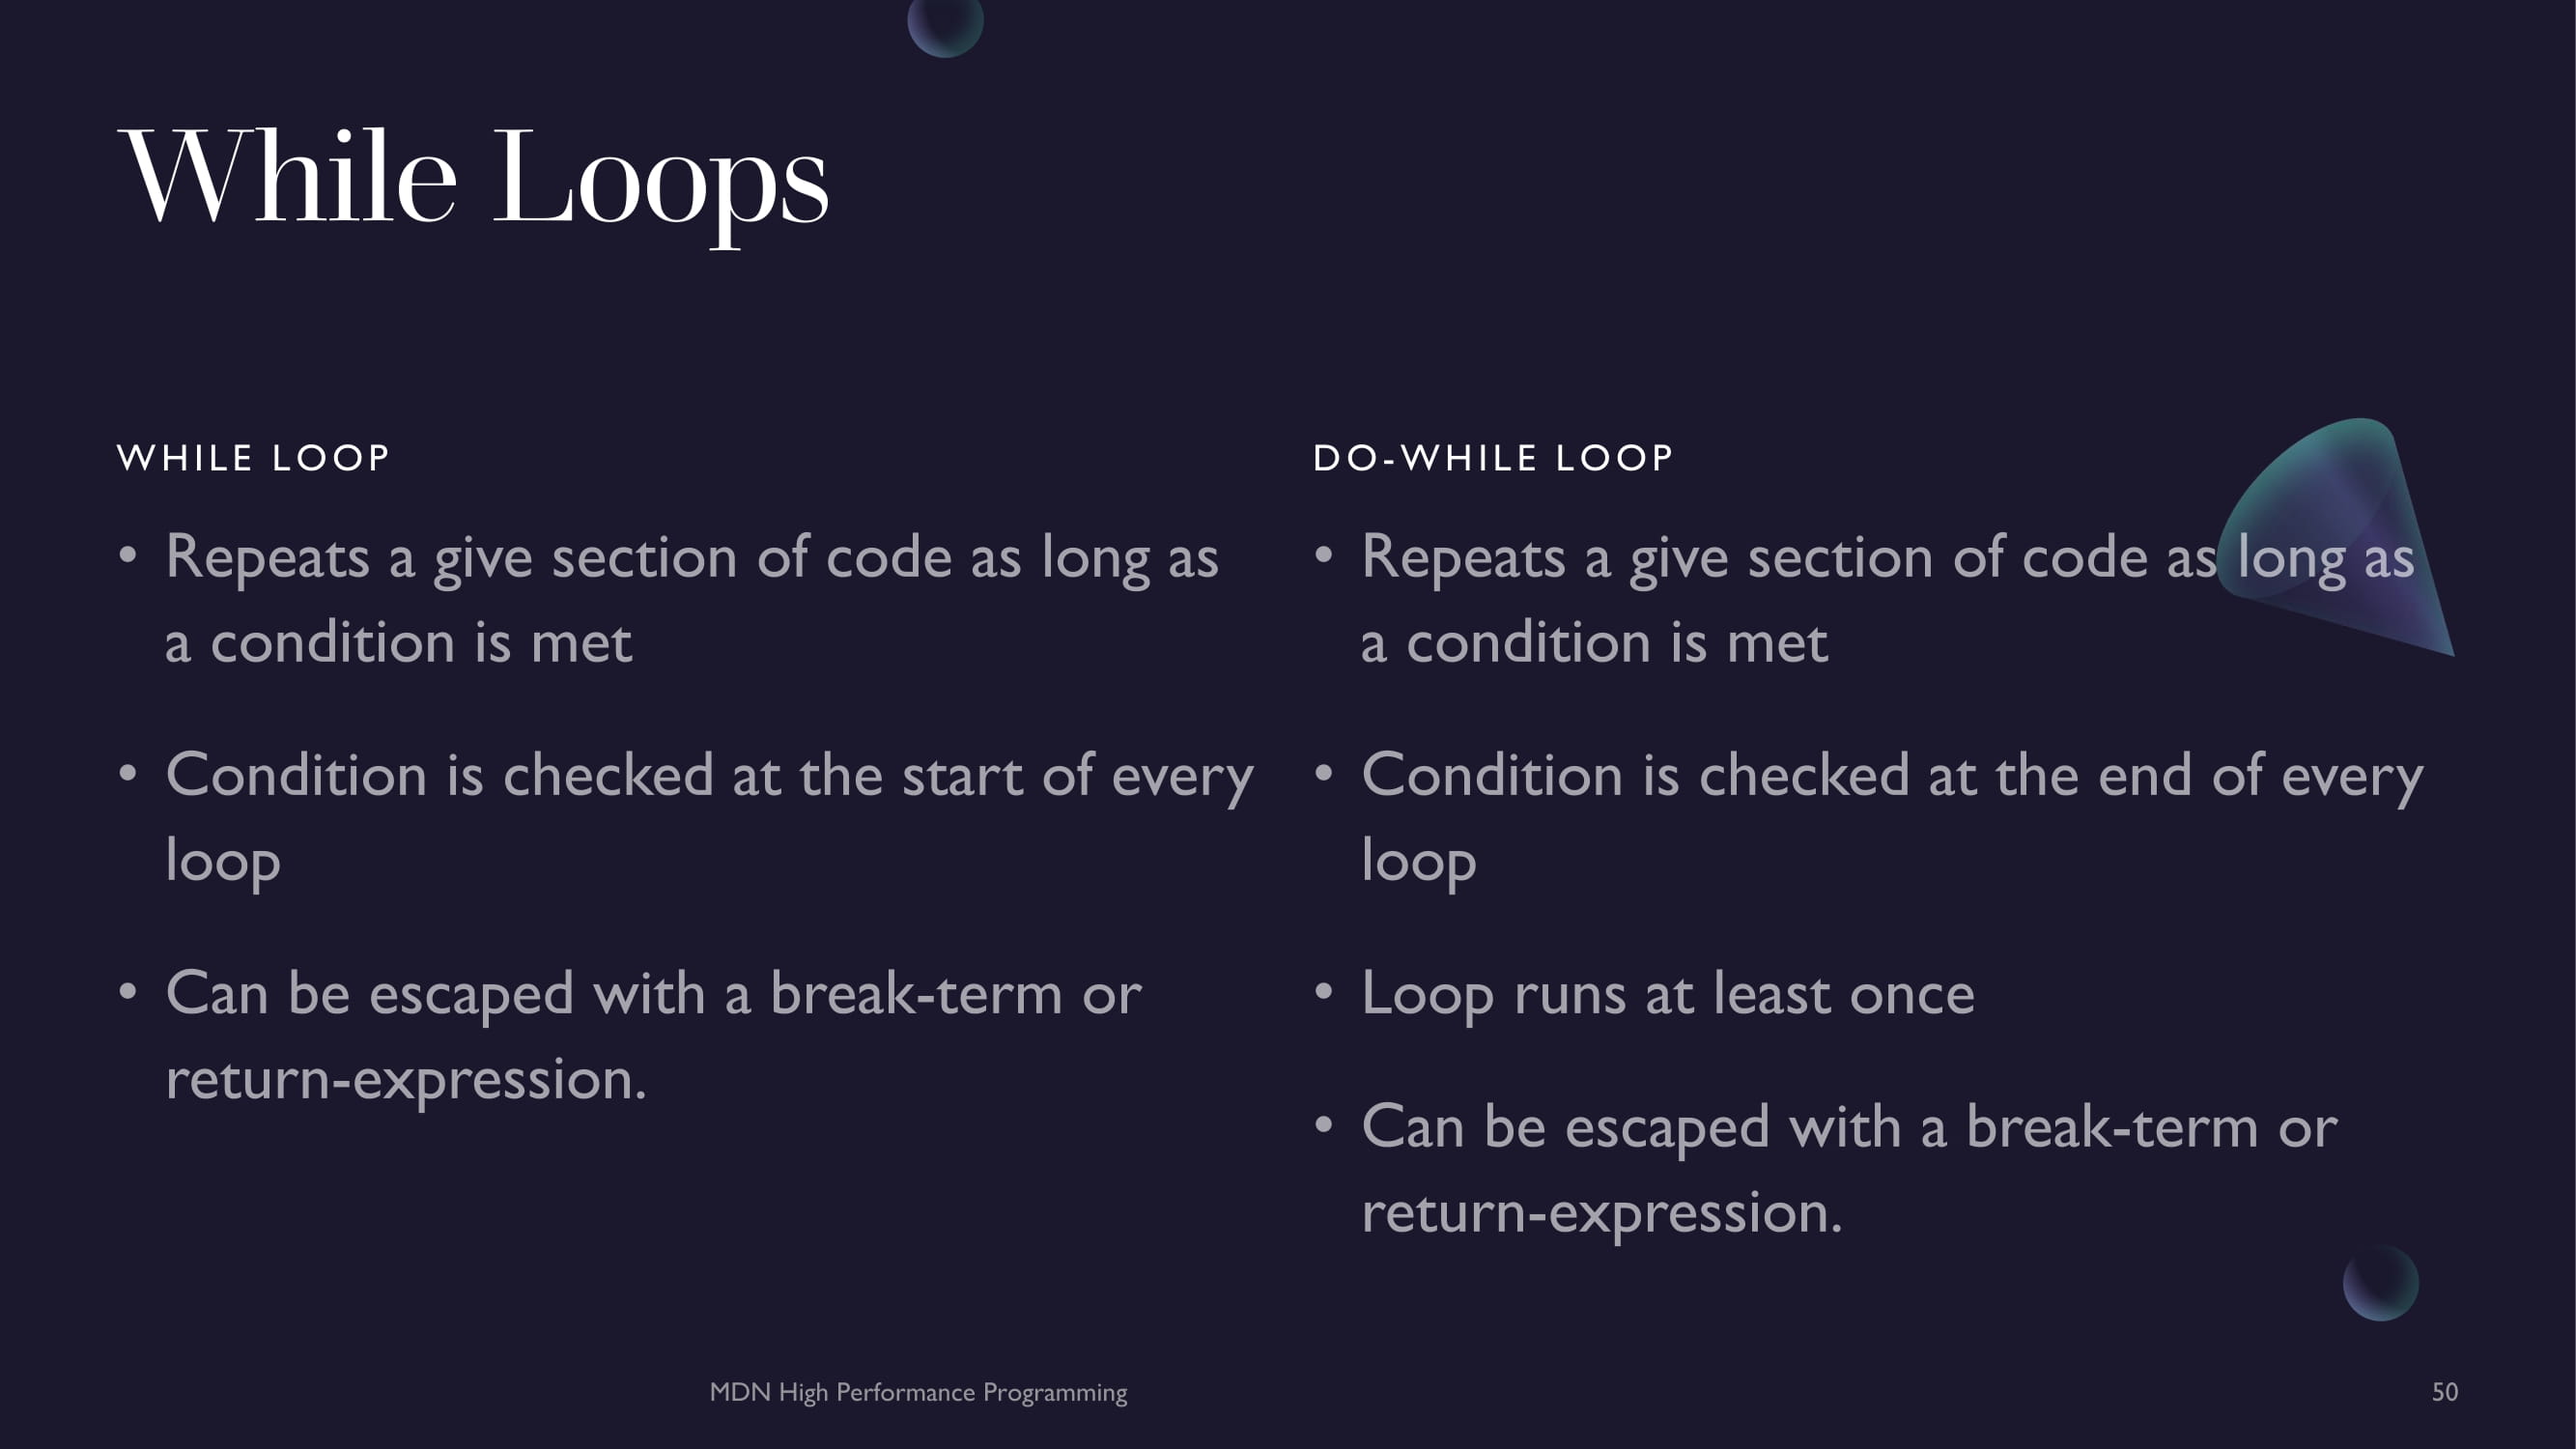 While Loops
WHILE LOOP
• Repeats a give section of code as long as
a condition is met
• Condition is checked at the start of every
loop
• Can be escaped with a break-term or
return-expression.
DO-WHILE LOOP
• Repeats a give section of code as long as
a condition is met
• Condition is checked at the end of every
loop
• Loop runs at least once
• Can be escaped with a break-term or
return-expression.
MDN High Performance Programming
50